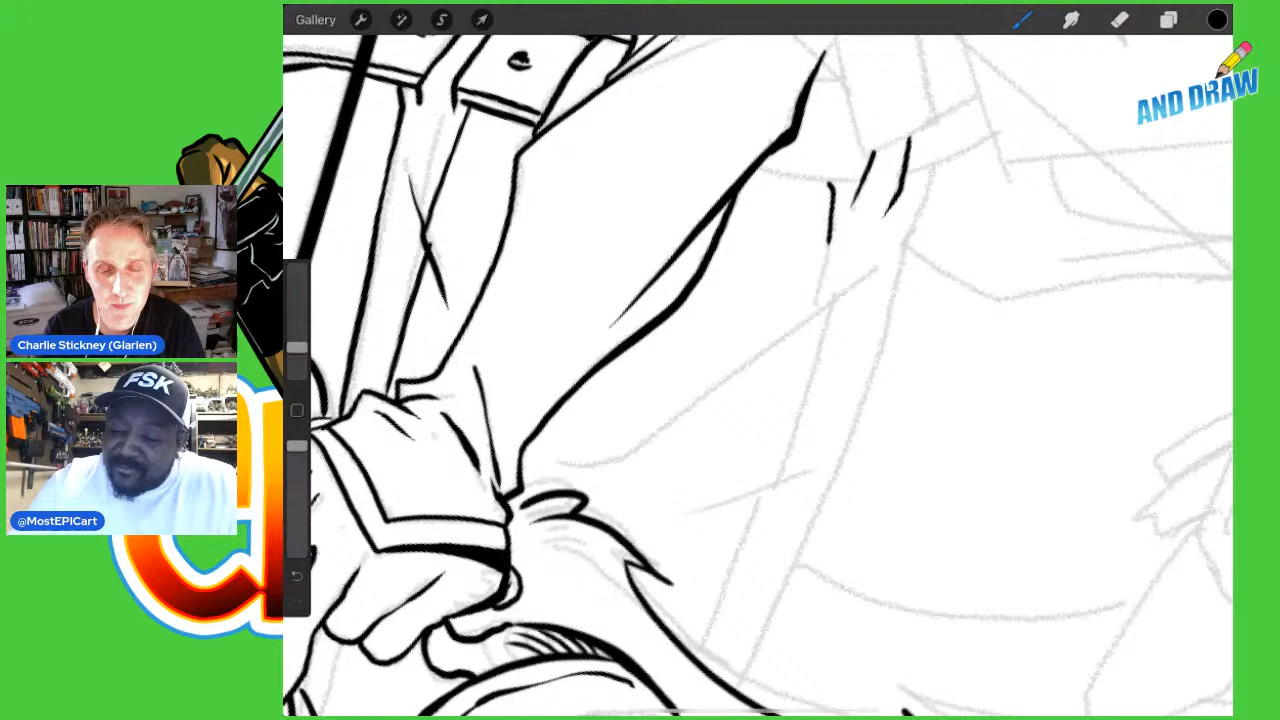 Gallery
AND DRAW
Charlie Stickney (Glarien)
FSK
@MostEPICart